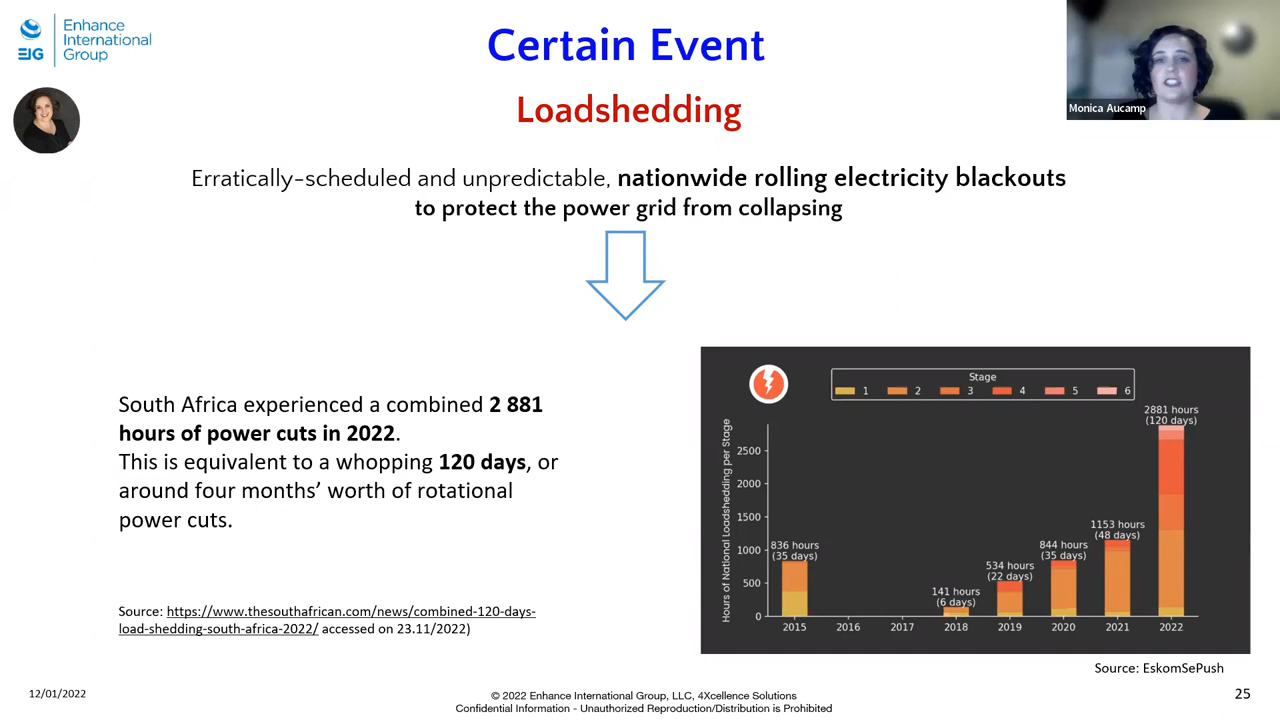 EIG
Enhance
International
Group
Certain Event
Loadshedding
Monica Aucamp
Erratically-scheduled and unpredictable, nationwide rolling electricity blackouts
to protect the power grid from collapsing
South Africa experienced a combined 2 881
hours of power cuts in 2022.
This is equivalent to a whopping 120 days, or
around four months’ worth of rotational
power cuts.
Source: https://www.thesouthafrican.com/news/combined-120-days-
load-shedding-south-africa-2022/ accessed on 23.11/2022)
Stage
1 2 3 4 5 6
Hours of National Loadshedding per Stage
2500
2000
1500
1000
500
0
836 hours
(35 days)
141 hours
(6 days)
534 hours
(22 days)
844 hours
(35 days)
1153 hours
(48 days)
2881 hours
(120 days)
2015 2016 2017 2018 2019 2020 2021 2022
Source: EskomSePush
12/01/2022
© 2022 Enhance International Group, LLC, 4Xcellence Solutions
Confidential Information - Unauthorized Reproduction/Distribution is Prohibited
25